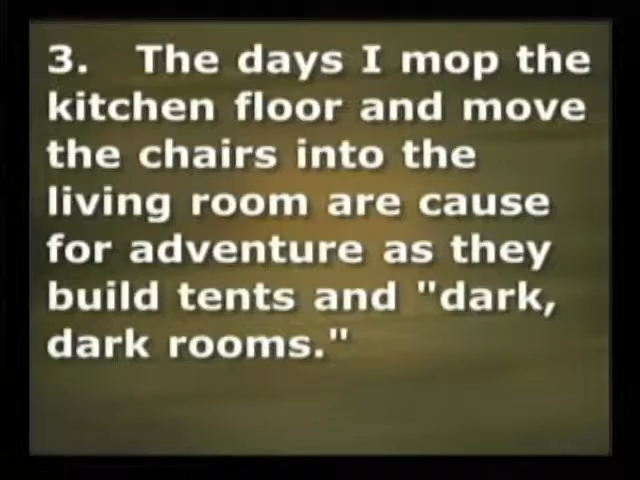 3. The days I mop the
kitchen floor and move
the chairs into the
living room are cause
for adventure as they
build tents and "dark,
dark rooms."